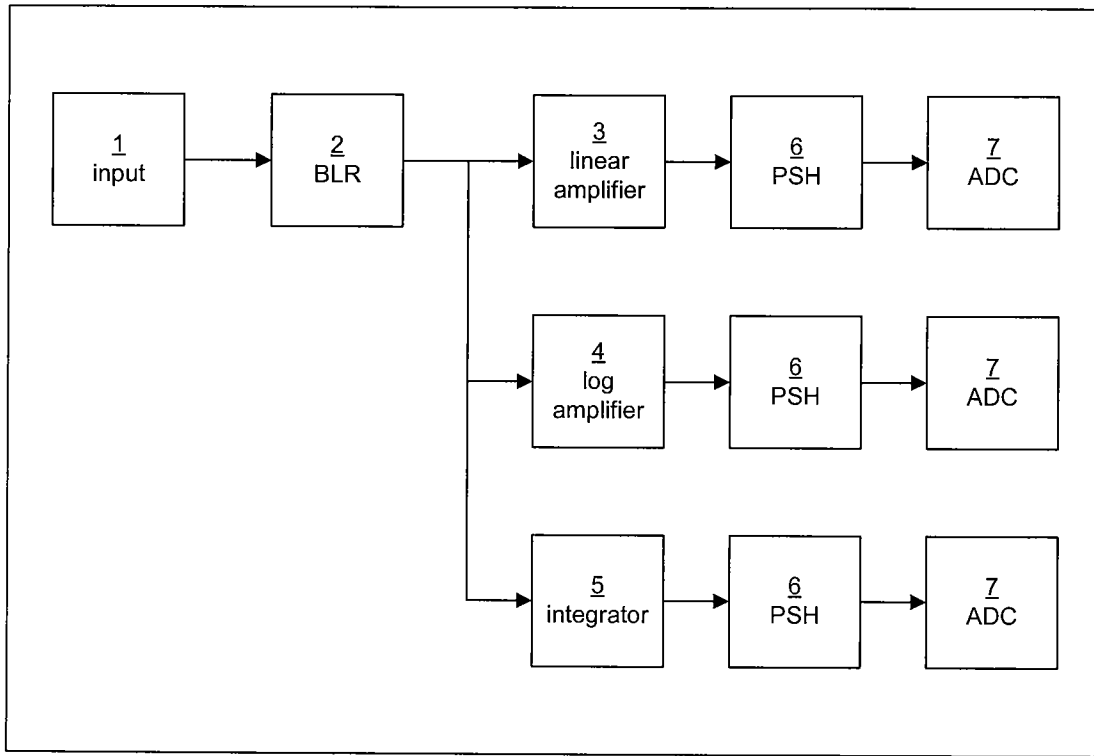 1
input
2
BLR
3
linear
amplifier
6
PSH
7
ADC
4
log
amplifier
6
PSH
7
ADC
5
integrator
6
PSH
7
ADC